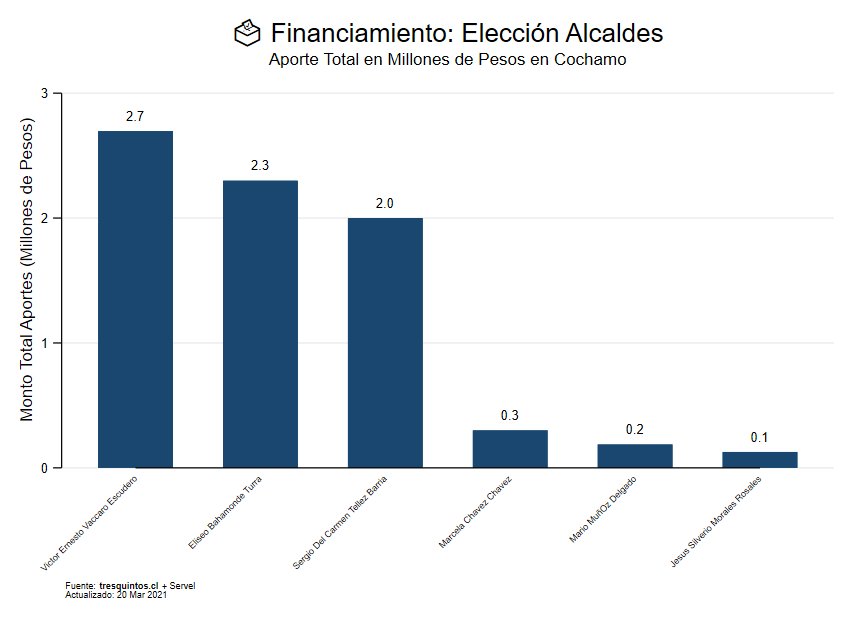 Financiamiento: Elección Alcaldes
Aporte Total en Millones de Pesos en Cochamo
Monto Total Aportes (Millones de Pesos)
3
2
1
0
2.7
2.3
2.0
0.3
0.2
0.1
Victor Ernesto Vaccaro Escudero
Eliseo Bahamonde Turra
Sergio Del Carmen Tellez Barria
Marcela Chavez Chavez
Mario MuñOz Delgado
Jesus Silverio Morales Rosales
Fuente: tresquintos.cl + Servel
Actualizado: 20 Mar 2021